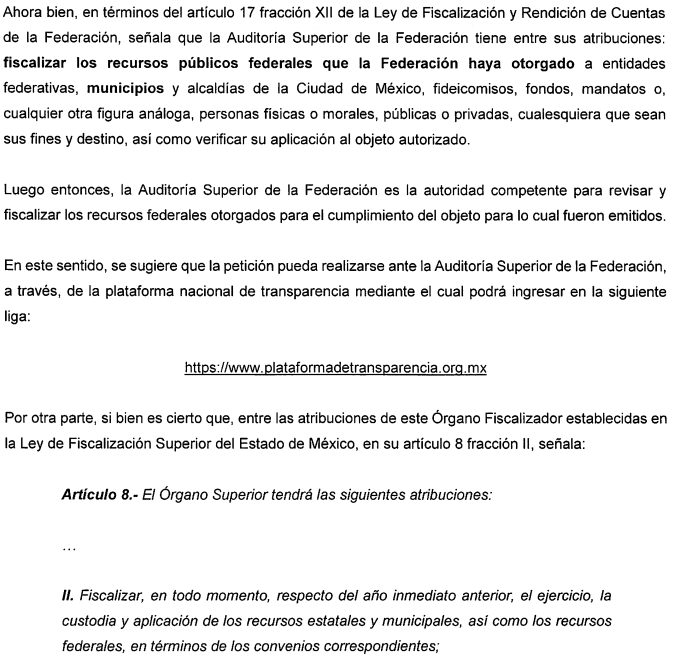 Ahora bien, en términos del artículo 17 fracción XII de la Ley de Fiscalización y Rendición de Cuentas
de la Federación, señala que la Auditoría Superior de la Federación tiene entre sus atribuciones:
fiscalizar los recursos públicos federales que la Federación haya otorgado a entidades
federativas, municipios y alcaldías de la Ciudad de México, fideicomisos, fondos, mandatos o,
cualquier otra figura análoga, personas físicas o morales, públicas o privadas, cualesquiera que sean
sus fines y destino, así como verificar su aplicación al objeto autorizado.
Luego entonces, la Auditoría Superior de la Federación es la autoridad competente para revisar y
fiscalizar los recursos federales otorgados para el cumplimiento del objeto para lo cual fueron emitidos.
En este sentido, se sugiere que la petición pueda realizarse ante la Auditoría Superior de la Federación,
a través, de la plataforma nacional de transparencia mediante el cual podrá ingresar en la siguiente
liga:
https://www.plataformadetransparencia.org.mx
Por otra parte, si bien es cierto que, entre las atribuciones de este Órgano Fiscalizador establecidas en
la Ley de Fiscalización Superior del Estado de México, en su artículo 8 fracción II, señala:
Artículo 8.- El Órgano Superior tendrá las siguientes atribuciones:
...
II. Fiscalizar, en todo momento, respecto del año inmediato anterior, el ejercicio, la
custodia y aplicación de los recursos estatales y municipales, así como los recursos
federales, en términos de los convenios correspondientes;